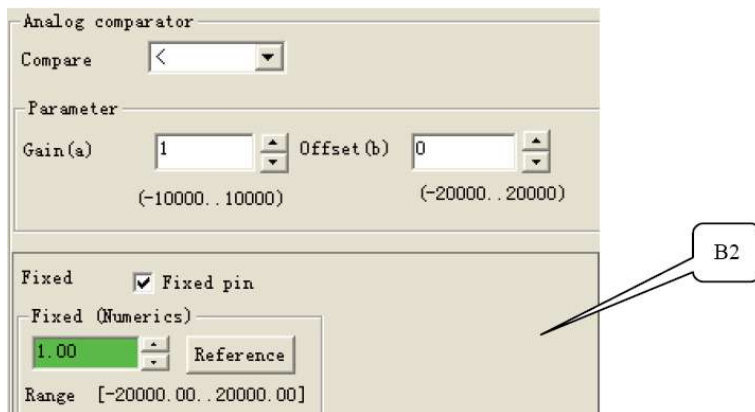 Analog comparator
Compare <
Parameter
Gain(a) 1 Offset(b) 0
(-10000..10000) (-20000..20000)
B2
Fixed Fixed pin
Fixed (Numerics)
1.00 Reference
Range [-20000.00..20000.00]